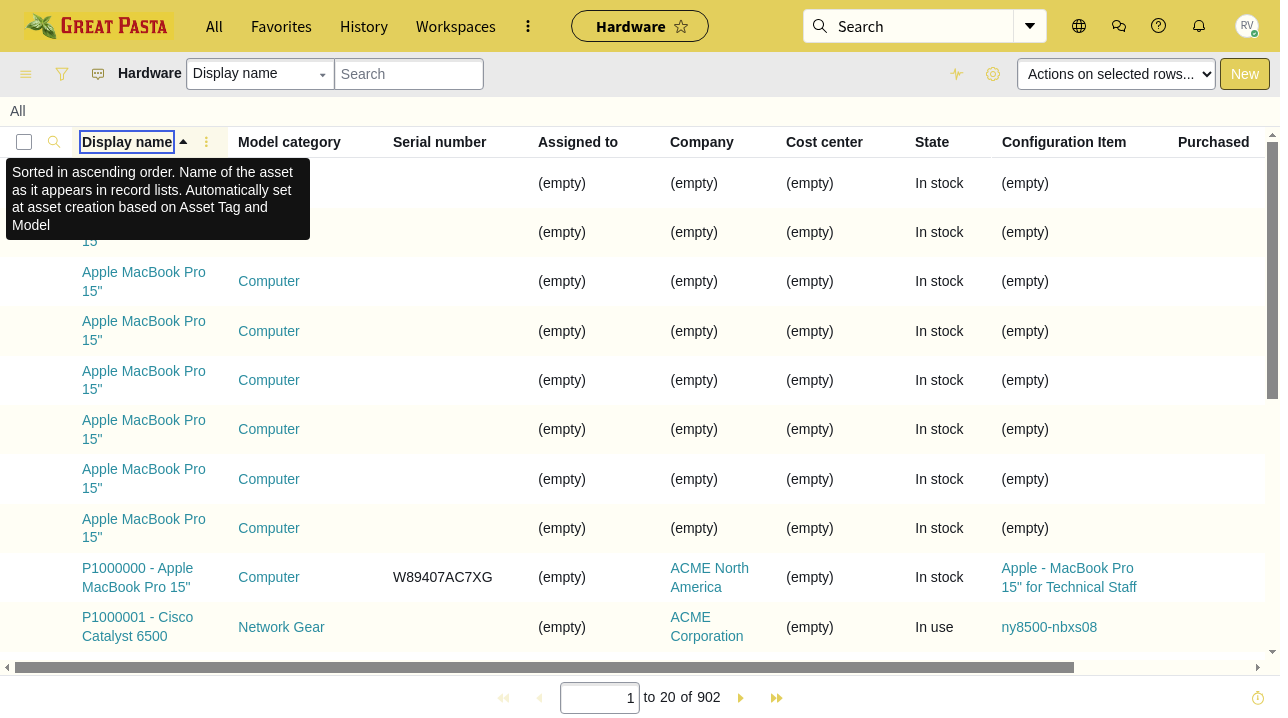 GREAT PASTA All Favorites History Workspaces Hardware Search RV
Hardware Display name Search Actions on selected rows... New
All
Display name Model category Serial number Assigned to Company Cost center State Configuration Item Purchased
Sorted in ascending order. Name of the asset
as it appears in record lists. Automatically set
at asset creation based on Asset Tag and
Model
(empty) (empty) (empty) In stock (empty)
15" (empty) (empty) (empty) In stock (empty)
Apple MacBook Pro
15" Computer (empty) (empty) (empty) In stock (empty)
Apple MacBook Pro
15" Computer (empty) (empty) (empty) In stock (empty)
Apple MacBook Pro
15" Computer (empty) (empty) (empty) In stock (empty)
Apple MacBook Pro
15" Computer (empty) (empty) (empty) In stock (empty)
Apple MacBook Pro
15" Computer (empty) (empty) (empty) In stock (empty)
Apple MacBook Pro
15" Computer (empty) (empty) (empty) In stock (empty)
P1000000 - Apple
MacBook Pro 15" Computer W89407AC7XG (empty) ACME North
America (empty) In stock Apple - MacBook Pro
15" for Technical Staff
P1000001 - Cisco
Catalyst 6500 Network Gear (empty) ACME
Corporation (empty) In use ny8500-nbxs08
1 to 20 of 902